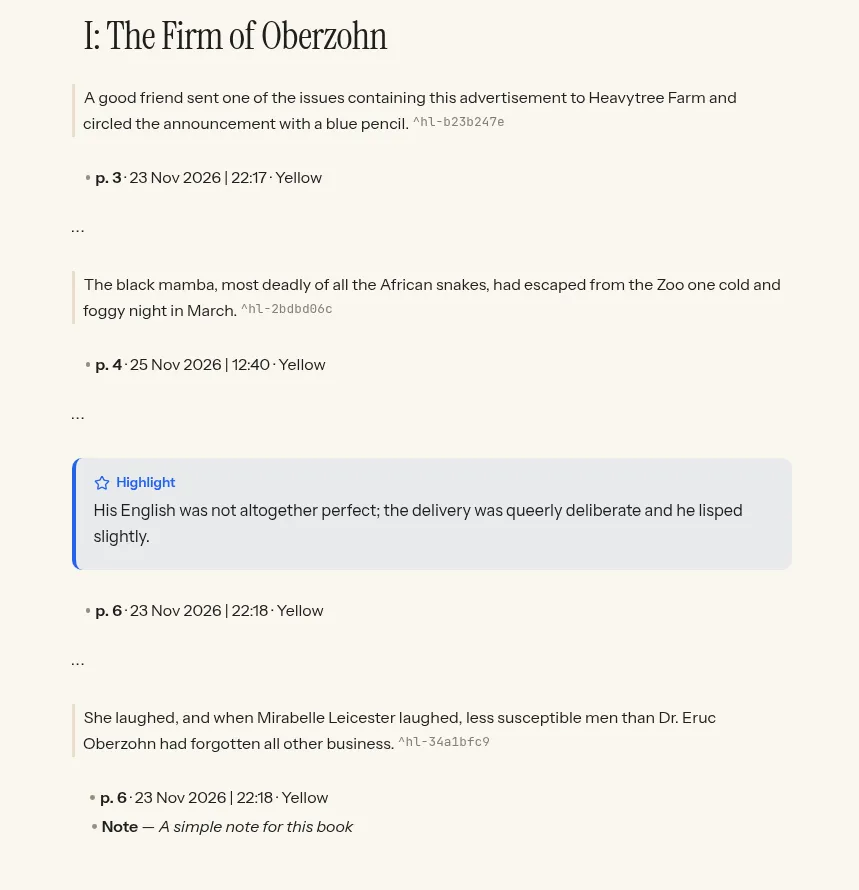 I: The Firm of Oberzohn
A good friend sent one of the issues containing this advertisement to Heavytree Farm and
circled the announcement with a blue pencil. ^hl-b23b247e
• p. 3 · 23 Nov 2026 | 22:17 · Yellow
...
The black mamba, most deadly of all the African snakes, had escaped from the Zoo one cold and
foggy night in March. ^hl-2bdbd06c
• p. 4 · 25 Nov 2026 | 12:40 · Yellow
...
Highlight
His English was not altogether perfect; the delivery was queerly deliberate and he lisped
slightly.
• p. 6 · 23 Nov 2026 | 22:18 · Yellow
...
She laughed, and when Mirabelle Leicester laughed, less susceptible men than Dr. Eruc
Oberzohn had forgotten all other business. ^hl-34a1bfc9
• p. 6 · 23 Nov 2026 | 22:18 · Yellow
• Note — A simple note for this book